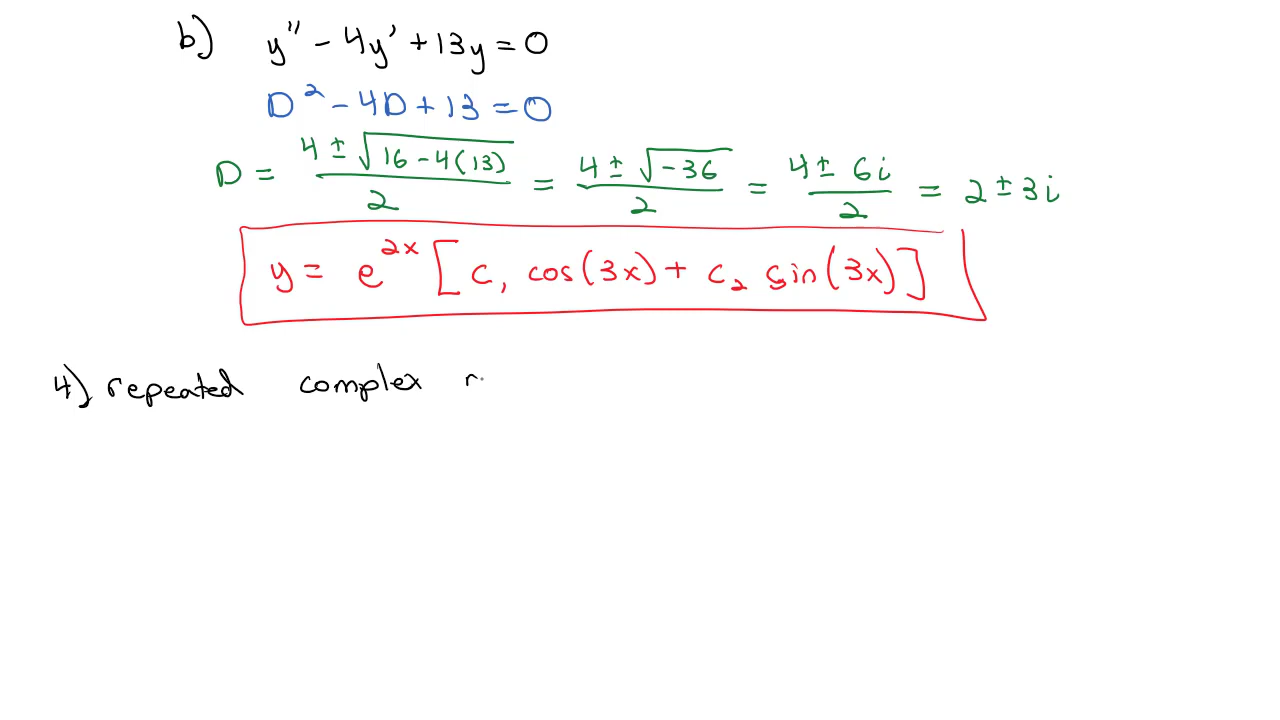 b) y'' - 4y' + 13y = 0
D² - 4D + 13 = 0
D = (4 ± √(16 - 4(13)))/2 = (4 ± √(-36))/2 = (4 ± 6i)/2 = 2 ± 3i
y = e^(2x) [c₁ cos(3x) + c₂ sin(3x)]
4) repeated complex r